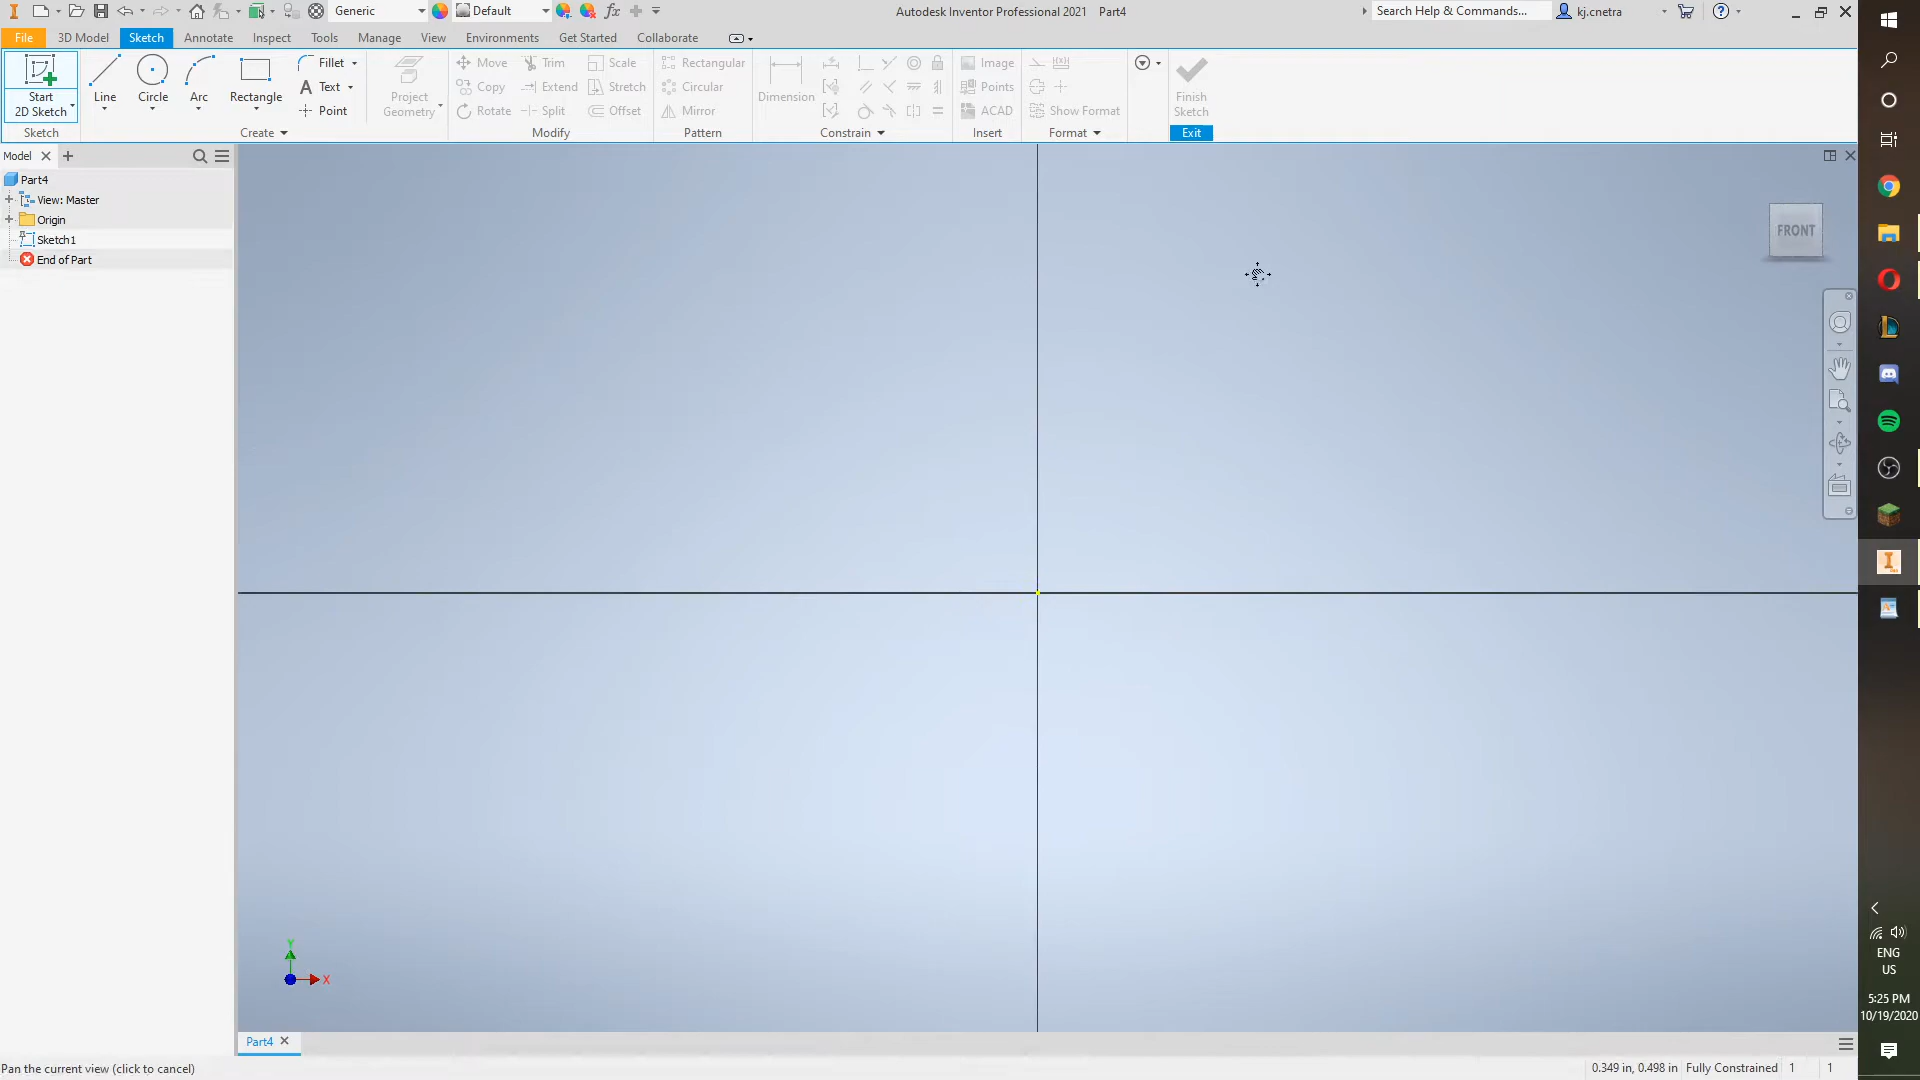 Generic Default fx Autodesk Inventor Professional 2021 Part4 Search Help & Commands... kj.cnetra
File 3D Model Sketch Annotate Inspect Tools Manage View Environments Get Started Collaborate
Start
2D Sketch
Line
Circle
Arc
Rectangle
Fillet
Text
Point
Project
Geometry
Move Trim Scale
Copy Extend Stretch
Rotate Split Offset
Rectangular
Circular
Mirror
Dimension
Image
Points
ACAD
Show Format
Finish
Sketch
Sketch Create Modify Pattern Constrain Insert Format Exit
Model
Part4
View: Master
Origin
Sketch1
End of Part
FRONT
Y
X
Part4
Pan the current view (click to cancel)
0.349 in, 0.498 in Fully Constrained 1 1
ENG
US
5:25 PM
10/19/2020